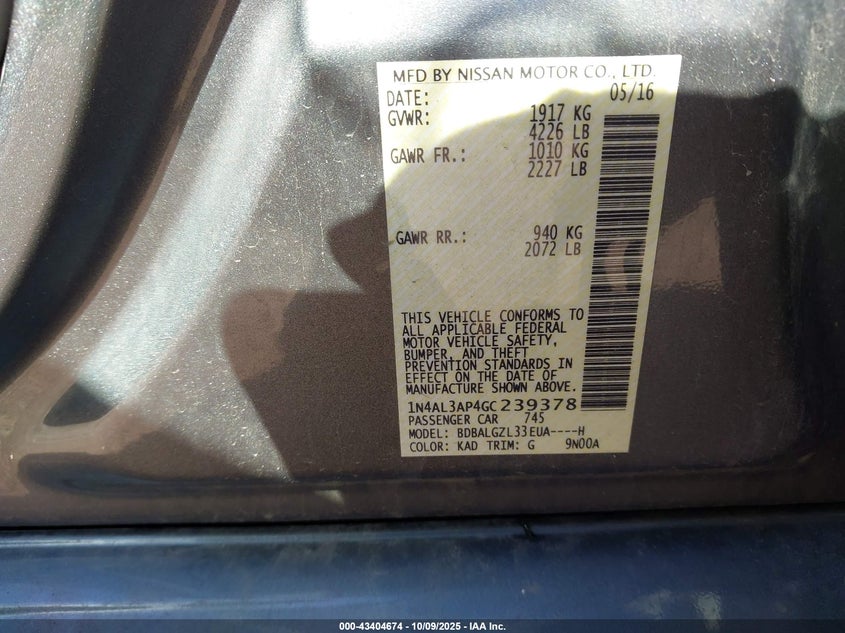 MFD BY NISSAN MOTOR CO., LTD.
DATE: 05/16
GVWR: 1917 KG
4226 LB
GAWR FR.: 1010 KG
2227 LB
GAWR RR.: 940 KG
2072 LB
THIS VEHICLE CONFORMS TO
ALL APPLICABLE FEDERAL
MOTOR VEHICLE SAFETY,
BUMPER, AND THEFT
PREVENTION STANDARDS IN
EFFECT ON THE DATE OF
MANUFACTURE SHOWN ABOVE.
1N4AL3AP4GC239378
PASSENGER CAR 745
MODEL: BDBALGZL33EUA----H
COLOR: KAD TRIM: G 9N00A
000-43404674 - 10/09/2025 - IAA Inc.